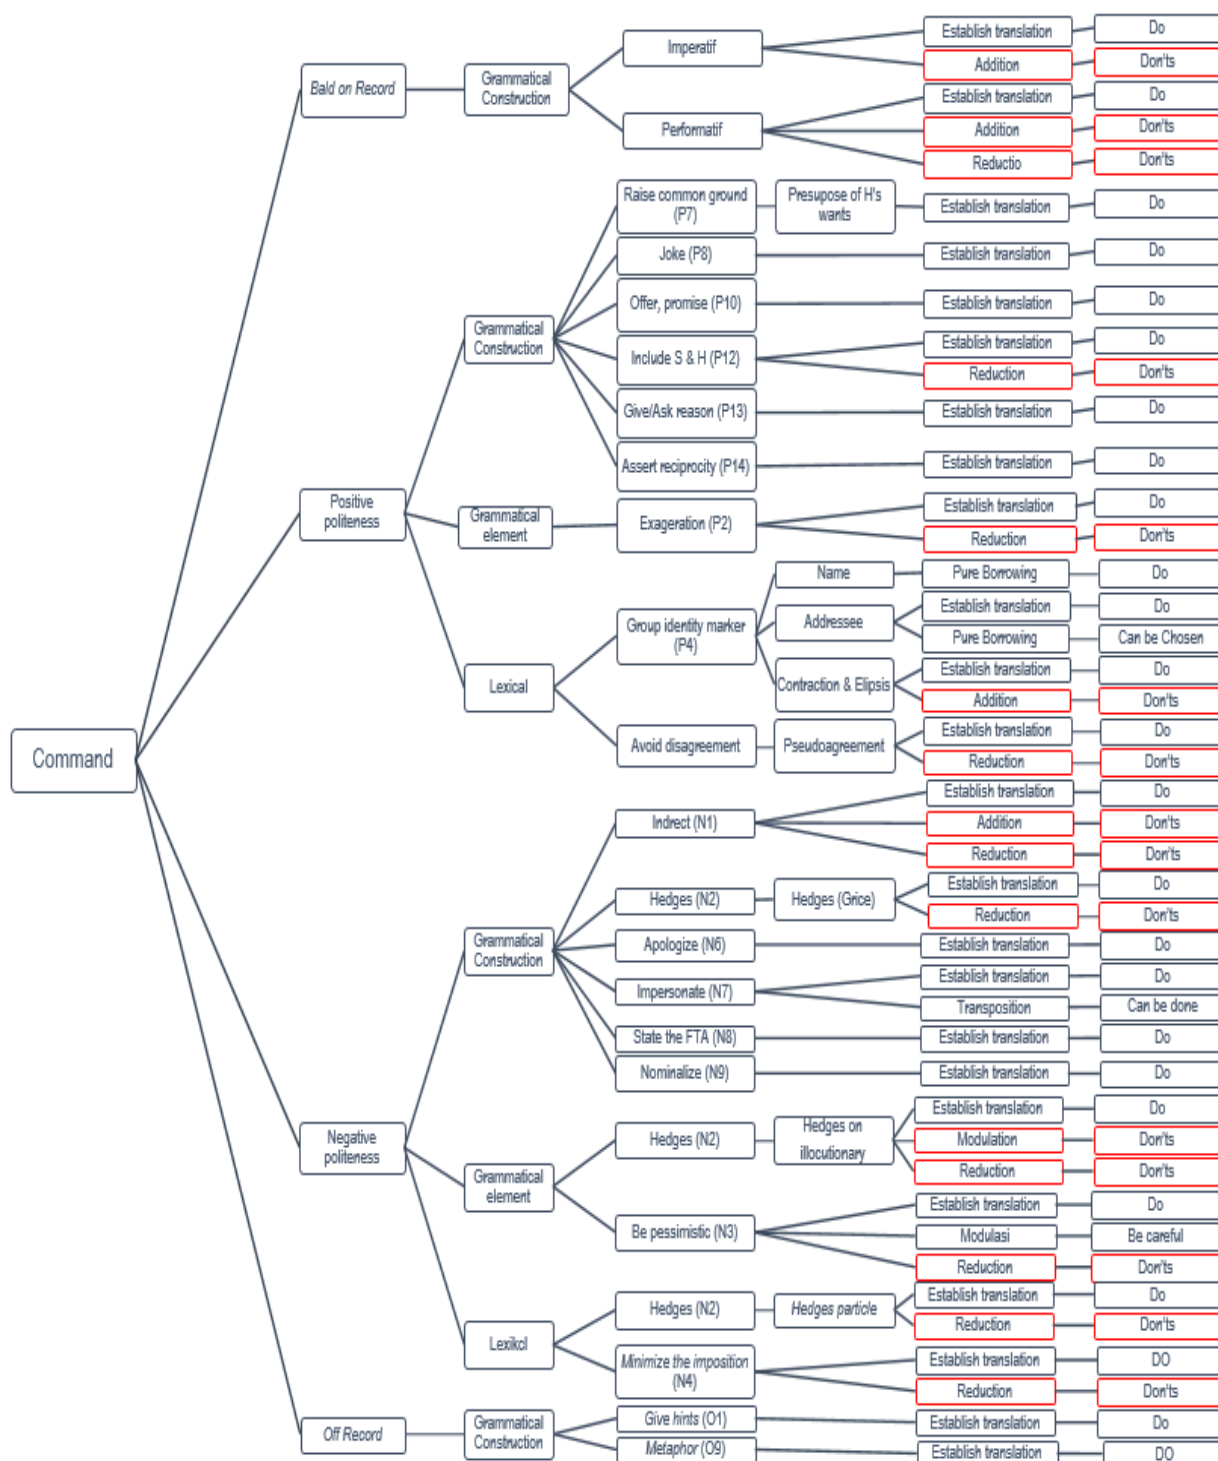 Command
Bald on Record
Grammatical
Construction
Imperatif
Establish translation
Do
Addition
Don'ts
Performatif
Establish translation
Do
Addition
Don'ts
Reductio
Don'ts
Positive
politeness
Grammatical
Construction
Raise common ground
(P7)
Presupose of H's
wants
Establish translation
Do
Joke (P8)
Establish translation
Do
Offer, promise (P10)
Establish translation
Do
Include S & H (P12)
Establish translation
Do
Reduction
Don'ts
Give/Ask reason (P13)
Establish translation
Do
Assert reciprocity (P14)
Establish translation
Do
Grammatical
element
Exageration (P2)
Establish translation
Do
Reduction
Don'ts
Lexical
Group identity marker
(P4)
Name
Pure Borrowing
Do
Addressee
Establish translation
Do
Pure Borrowing
Can be Chosen
Contraction & Elipsis
Establish translation
Do
Addition
Don'ts
Avoid disagreement
Pseudoagreement
Establish translation
Do
Reduction
Don'ts
Negative
politeness
Grammatical
Construction
Indrect (N1)
Establish translation
Do
Addition
Don'ts
Reduction
Don'ts
Hedges (N2)
Hedges (Grice)
Establish translation
Do
Reduction
Don'ts
Apologize (N6)
Establish translation
Do
Impersonate (N7)
Establish translation
Do
Transposition
Can be done
State the FTA (N8)
Establish translation
Do
Nominalize (N9)
Establish translation
Do
Grammatical
element
Hedges (N2)
Hedges on
illocutionary
Establish translation
Do
Modulation
Don'ts
Reduction
Don'ts
Be pessimistic (N3)
Establish translation
Do
Modulasi
Be careful
Reduction
Don'ts
Lexikcl
Hedges (N2)
Hedges particle
Establish translation
Do
Reduction
Don'ts
Minimize the imposition
(N4)
Establish translation
DO
Reduction
Don'ts
Off Record
Grammatical
Construction
Give hints (O1)
Establish translation
Do
Metaphor (O9)
Establish translation
DO